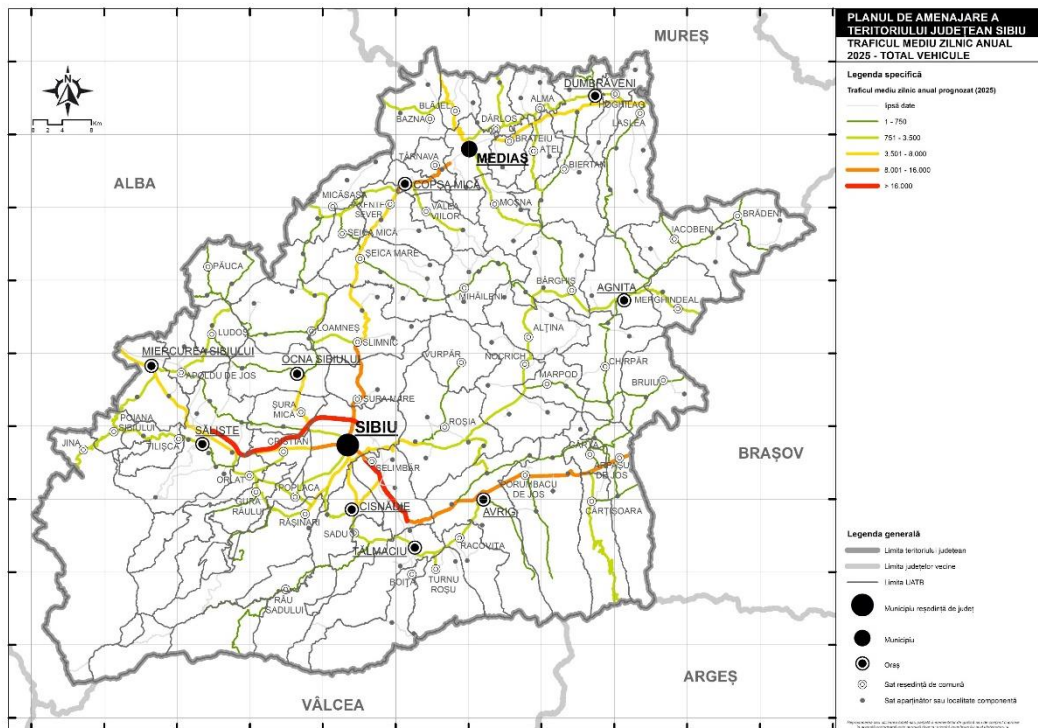 PLANUL DE AMENAJARE A
TERITORIULUI JUDEȚEAN SIBIU
TRAFICUL MEDIU ZILNIC ANUAL
2025 - TOTAL VEHICULE
Legenda specifică
Traficul mediu zilnic anual prognozat (2025)
lipsă date
1 - 750
751 - 3.500
3.501 - 8.000
8.001 - 16.000
> 16.000
MUREȘ
N
0 2 4 8
Km
DUMBRĂVENI
BLĂJEL
ALMA
HOGHILAG
BAZNA
DÂRLOS
LASLEA
BRATEIU
MEDIAȘ
AȚEL
TÂRNAVA
BIERTAN
ALBA
COPȘA MICĂ
MICĂSASA
AXENTE
SEVER
VALEA
VIILOR
MOȘNA
BRĂDENI
ȘEICA MICĂ
IACOBENI
ȘEICA MARE
PĂUCA
BÂRGHIȘ
AGNITA
MIHĂILENI
MERGHINDEAL
LUDOȘ
LOAMNEȘ
ALȚÎNA
SLIMNIC
MIERCUREA SIBIULUI
OCNA SIBIULUI
VURPĂR
NOCRICH
CHIRPĂR
APOLDU DE JOS
MARPOD
BRUIU
ȘURA
MICĂ
ȘURA MARE
POIANA
SIBIULUI
SIBIU
ROȘIA
SĂLIȘTE
JINA
TILIȘCA
CRISTIAN
CÂRȚA
BRAȘOV
ȘELIMBĂR
ARPAȘU
DE JOS
ORLAT
POPLACA
PORUMBACU
DE JOS
GURA
RÂULUI
CISNĂDIE
AVRIG
CÂRȚIȘOARA
RĂȘINARI
SADU
TĂLMACIU
RACOVIȚA
BOIȚA
TURNU
ROȘU
RÂU
SADULUI
ARGEȘ
VÂLCEA
Legenda generală
Limita teritoriului județean
Limita județelor vecine
Limita UATB
Municipiu reședință de județ
Municipiu
Oraș
Sat reședință de comună
Sat aparținător sau localitate componentă